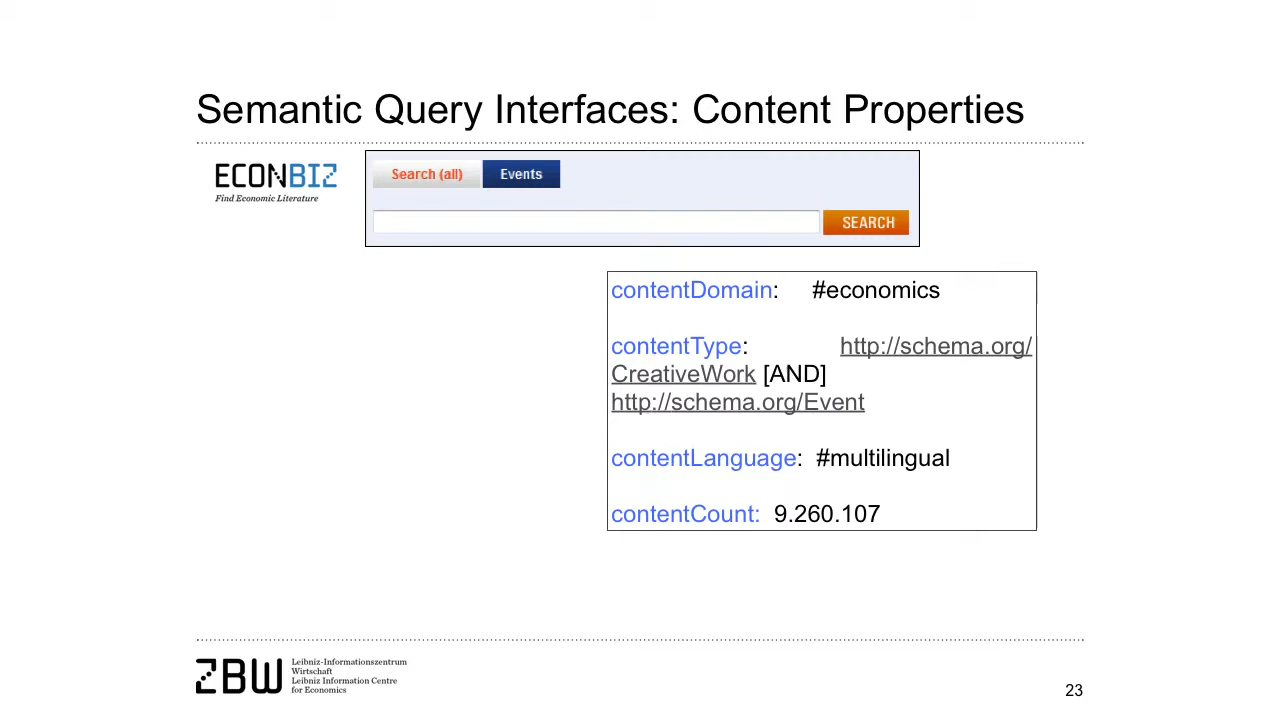 Semantic Query Interfaces: Content Properties
ECONBIZ
Find Economic Literature
Search (all)
Events
SEARCH
contentDomain: #economics
contentType: http://schema.org/
CreativeWork [AND]
http://schema.org/Event
contentLanguage: #multilingual
contentCount: 9.260.107
ZBW
Leibniz-Informationszentrum
Wirtschaft
Leibniz Information Centre
for Economics
23